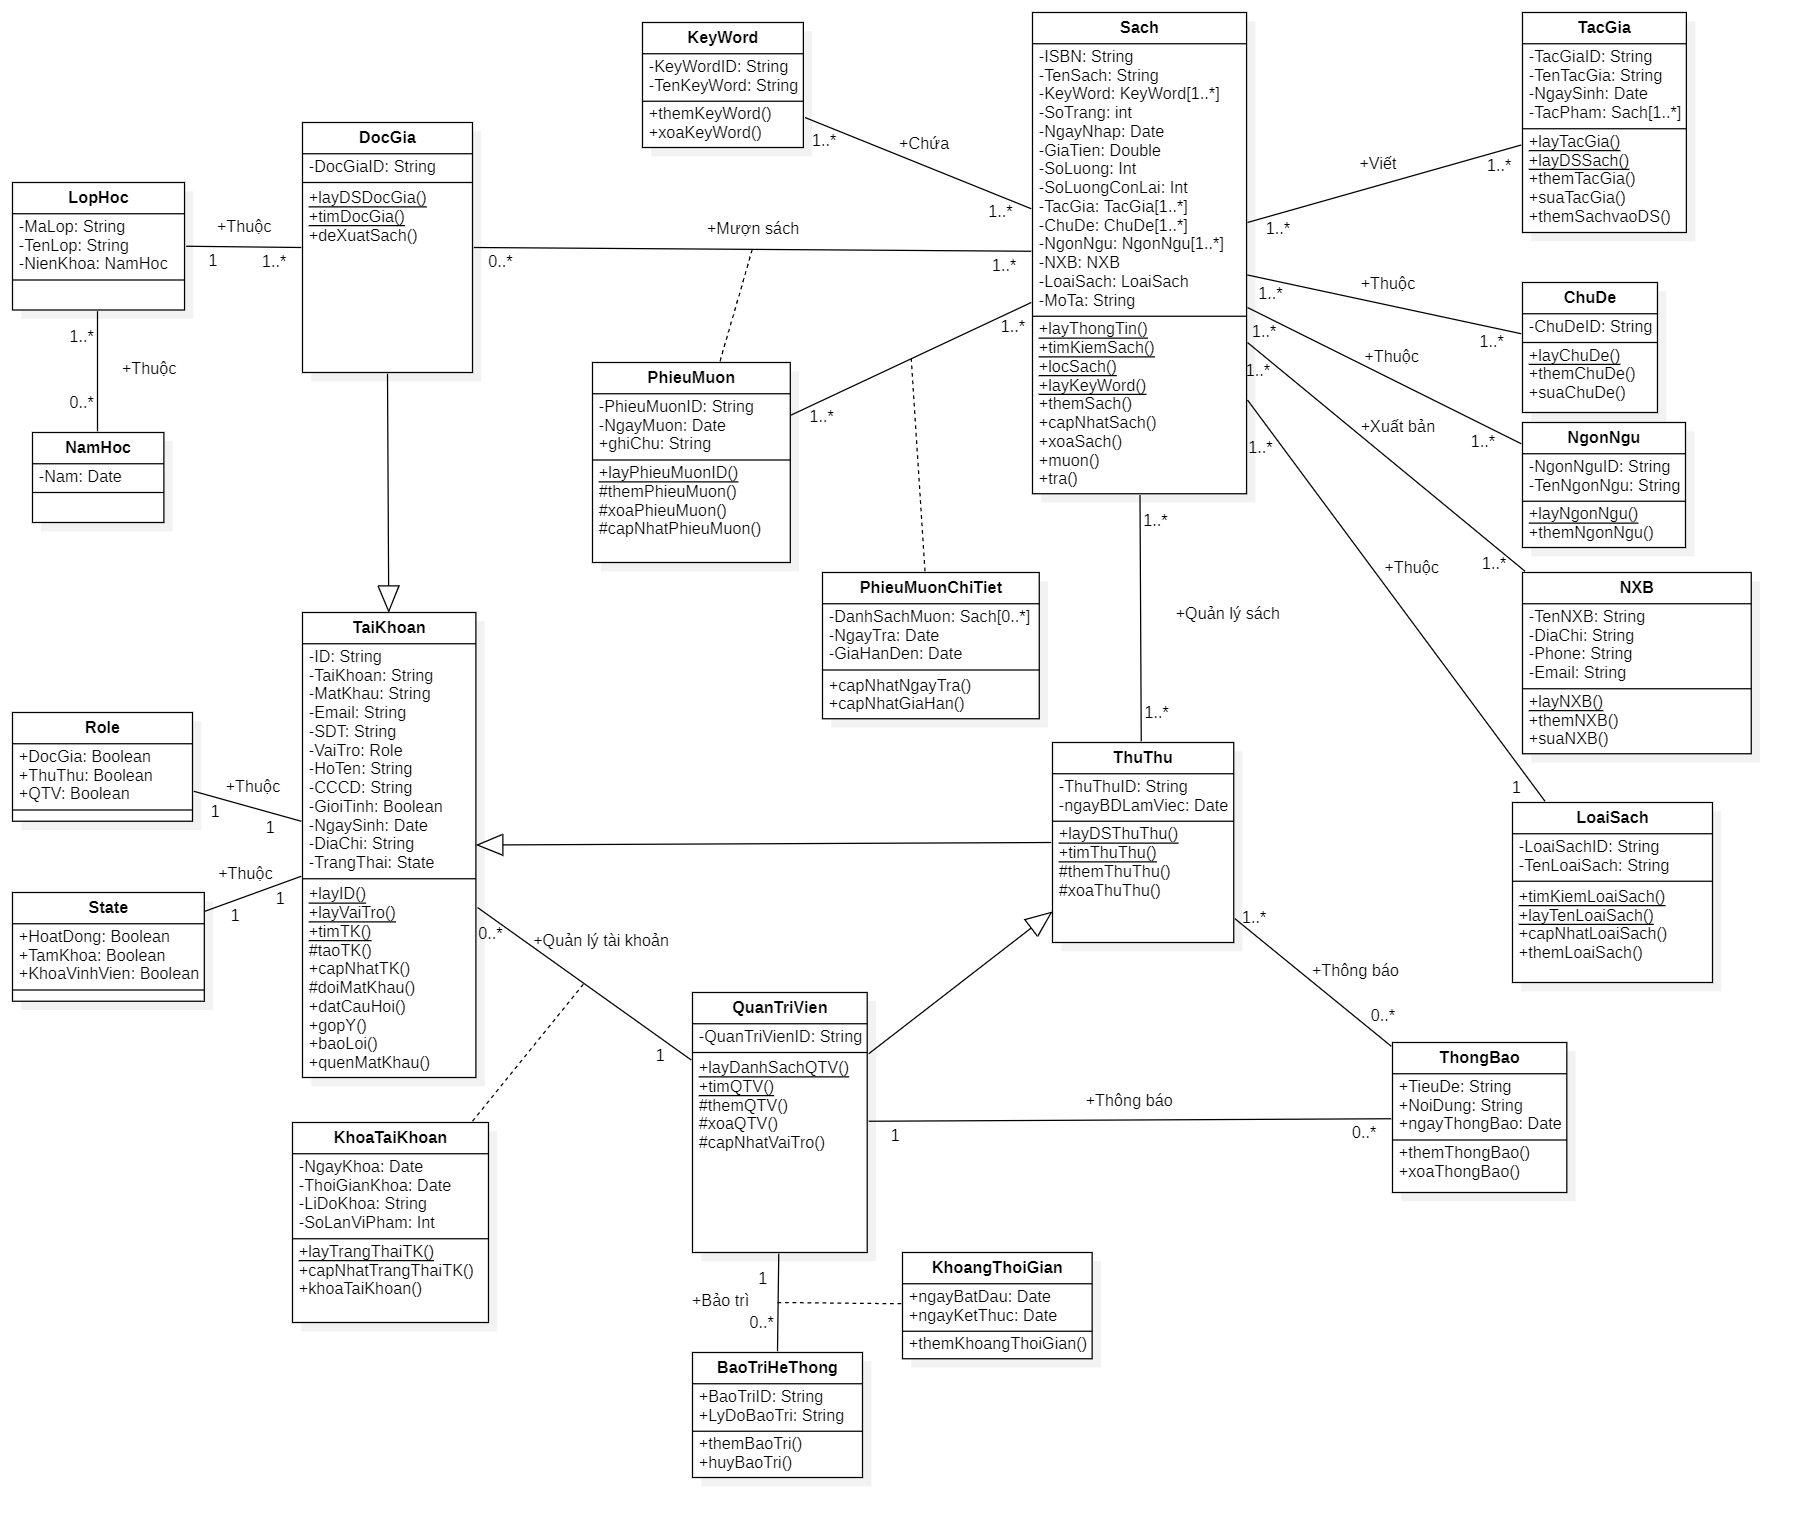 KeyWord
-KeyWordID: String
-TenKeyWord: String
+themKeyWord()
+xoaKeyWord()
Sach
-ISBN: String
-TenSach: String
-KeyWord: KeyWord[1..*]
-SoTrang: int
-NgayNhap: Date
-GiaTien: Double
-SoLuong: Int
-SoLuongConLai: Int
-TacGia: TacGia[1..*]
-ChuDe: ChuDe[1..*]
-NgonNgu: NgonNgu[1..*]
-NXB: NXB
-LoaiSach: LoaiSach
-MoTa: String
+layThongTin()
+timKiemSach()
+locSach()
+layKeyWord()
+themSach()
+capNhatSach()
+xoaSach()
+muon()
+tra()
TacGia
-TacGiaID: String
-TenTacGia: String
-NgaySinh: Date
-TacPham: Sach[1..*]
+layTacGia()
+layDSSach()
+themTacGia()
+suaTacGia()
+themSachvaoDS()
DocGia
-DocGiaID: String
+layDSDocGia()
+timDocGia()
+deXuatSach()
LopHoc
-MaLop: String
-TenLop: String
-NienKhoa: NamHoc
+Thuộc
1
1..*
1..*
+Thuộc
0..*
NamHoc
-Nam: Date
1..*
+Chứa
1..*
+Mượn sách
0..*
1..*
+Viết
1..*
1..*
PhieuMuon
-PhieuMuonID: String
-NgayMuon: Date
+ghiChu: String
+layPhieuMuonID()
#themPhieuMuon()
#xoaPhieuMuon()
#capNhatPhieuMuon()
1..*
1..*
PhieuMuonChiTiet
-DanhSachMuon: Sach[0..*]
-NgayTra: Date
-GiaHanDen: Date
+capNhatNgayTra()
+capNhatGiaHan()
+Thuộc
1..*
1..*
ChuDe
-ChuDeID: String
+layChuDe()
+themChuDe()
+suaChuDe()
1..*
+Thuộc
1..*
NgonNgu
-NgonNguID: String
-TenNgonNgu: String
+layNgonNgu()
+themNgonNgu()
1..*
+Xuất bản
1..*
NXB
-TenNXB: String
-DiaChi: String
-Phone: String
-Email: String
+layNXB()
+themNXB()
+suaNXB()
1..*
+Thuộc
1
LoaiSach
-LoaiSachID: String
-TenLoaiSach: String
+timKiemLoaiSach()
+layTenLoaiSach()
+capNhatLoaiSach()
+themLoaiSach()
1..*
+Quản lý sách
1..*
ThuThu
-ThuThuID: String
-ngayBDLamViec: Date
+layDSThuThu()
+timThuThu()
#themThuThu()
#xoaThuThu()
TaiKhoan
-ID: String
-TaiKhoan: String
-MatKhau: String
-Email: String
-SDT: String
-VaiTro: Role
-HoTen: String
-CCCD: String
-GioiTinh: Boolean
-NgaySinh: Date
-DiaChi: String
-TrangThai: State
+layID()
+layVaiTro()
+timTK()
#taoTK()
+capNhatTK()
#doiMatKhau()
+datCauHoi()
+gopY()
+baoLoi()
+quenMatKhau()
Role
+DocGia: Boolean
+ThuThu: Boolean
+QTV: Boolean
+Thuộc
1
1
State
+HoatDong: Boolean
+TamKhoa: Boolean
+KhoaVinhVien: Boolean
+Thuộc
1
1
0..*
+Quản lý tài khoản
1
QuanTriVien
-QuanTriVienID: String
+layDanhSachQTV()
+timQTV()
#themQTV()
#xoaQTV()
#capNhatVaiTro()
1..*
+Thông báo
0..*
ThongBao
+TieuDe: String
+NoiDung: String
+ngayThongBao: Date
+themThongBao()
+xoaThongBao()
+Thông báo
1
0..*
KhoaTaiKhoan
-NgayKhoa: Date
-ThoiGianKhoa: Date
-LiDoKhoa: String
-SoLanViPham: Int
+layTrangThaiTK()
+capNhatTrangThaiTK()
+khoaTaiKhoan()
1
+Bảo trì
0..*
KhoangThoiGian
+ngayBatDau: Date
+ngayKetThuc: Date
+themKhoangThoiGian()
BaoTriHeThong
+BaoTriID: String
+LyDoBaoTri: String
+themBaoTri()
+huyBaoTri()